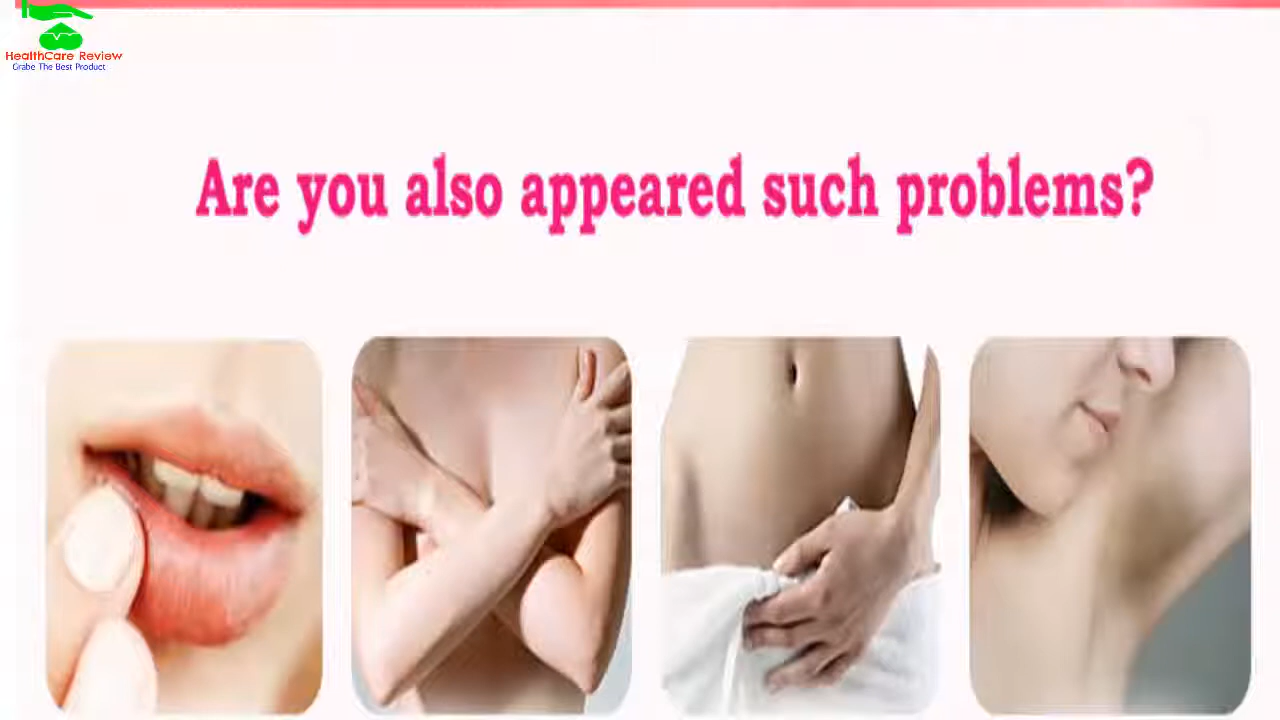 HealthCare Review
Grabe The Best Product
Are you also appeared such problems?